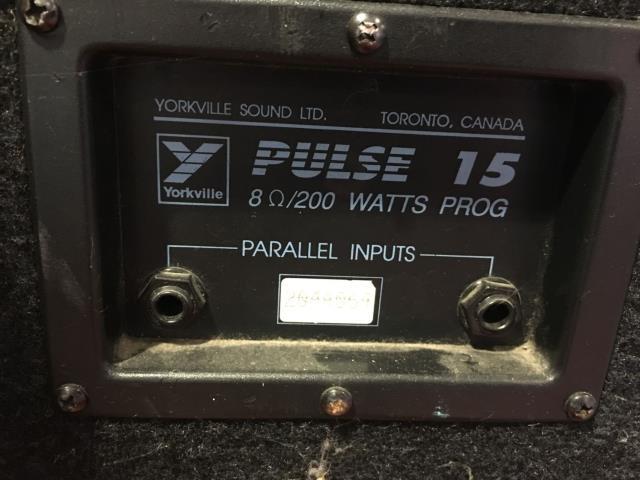 YORKVILLE SOUND LTD. TORONTO, CANADA
Yorkville PULSE 15
8 Ω/200 WATTS PROG
PARALLEL INPUTS